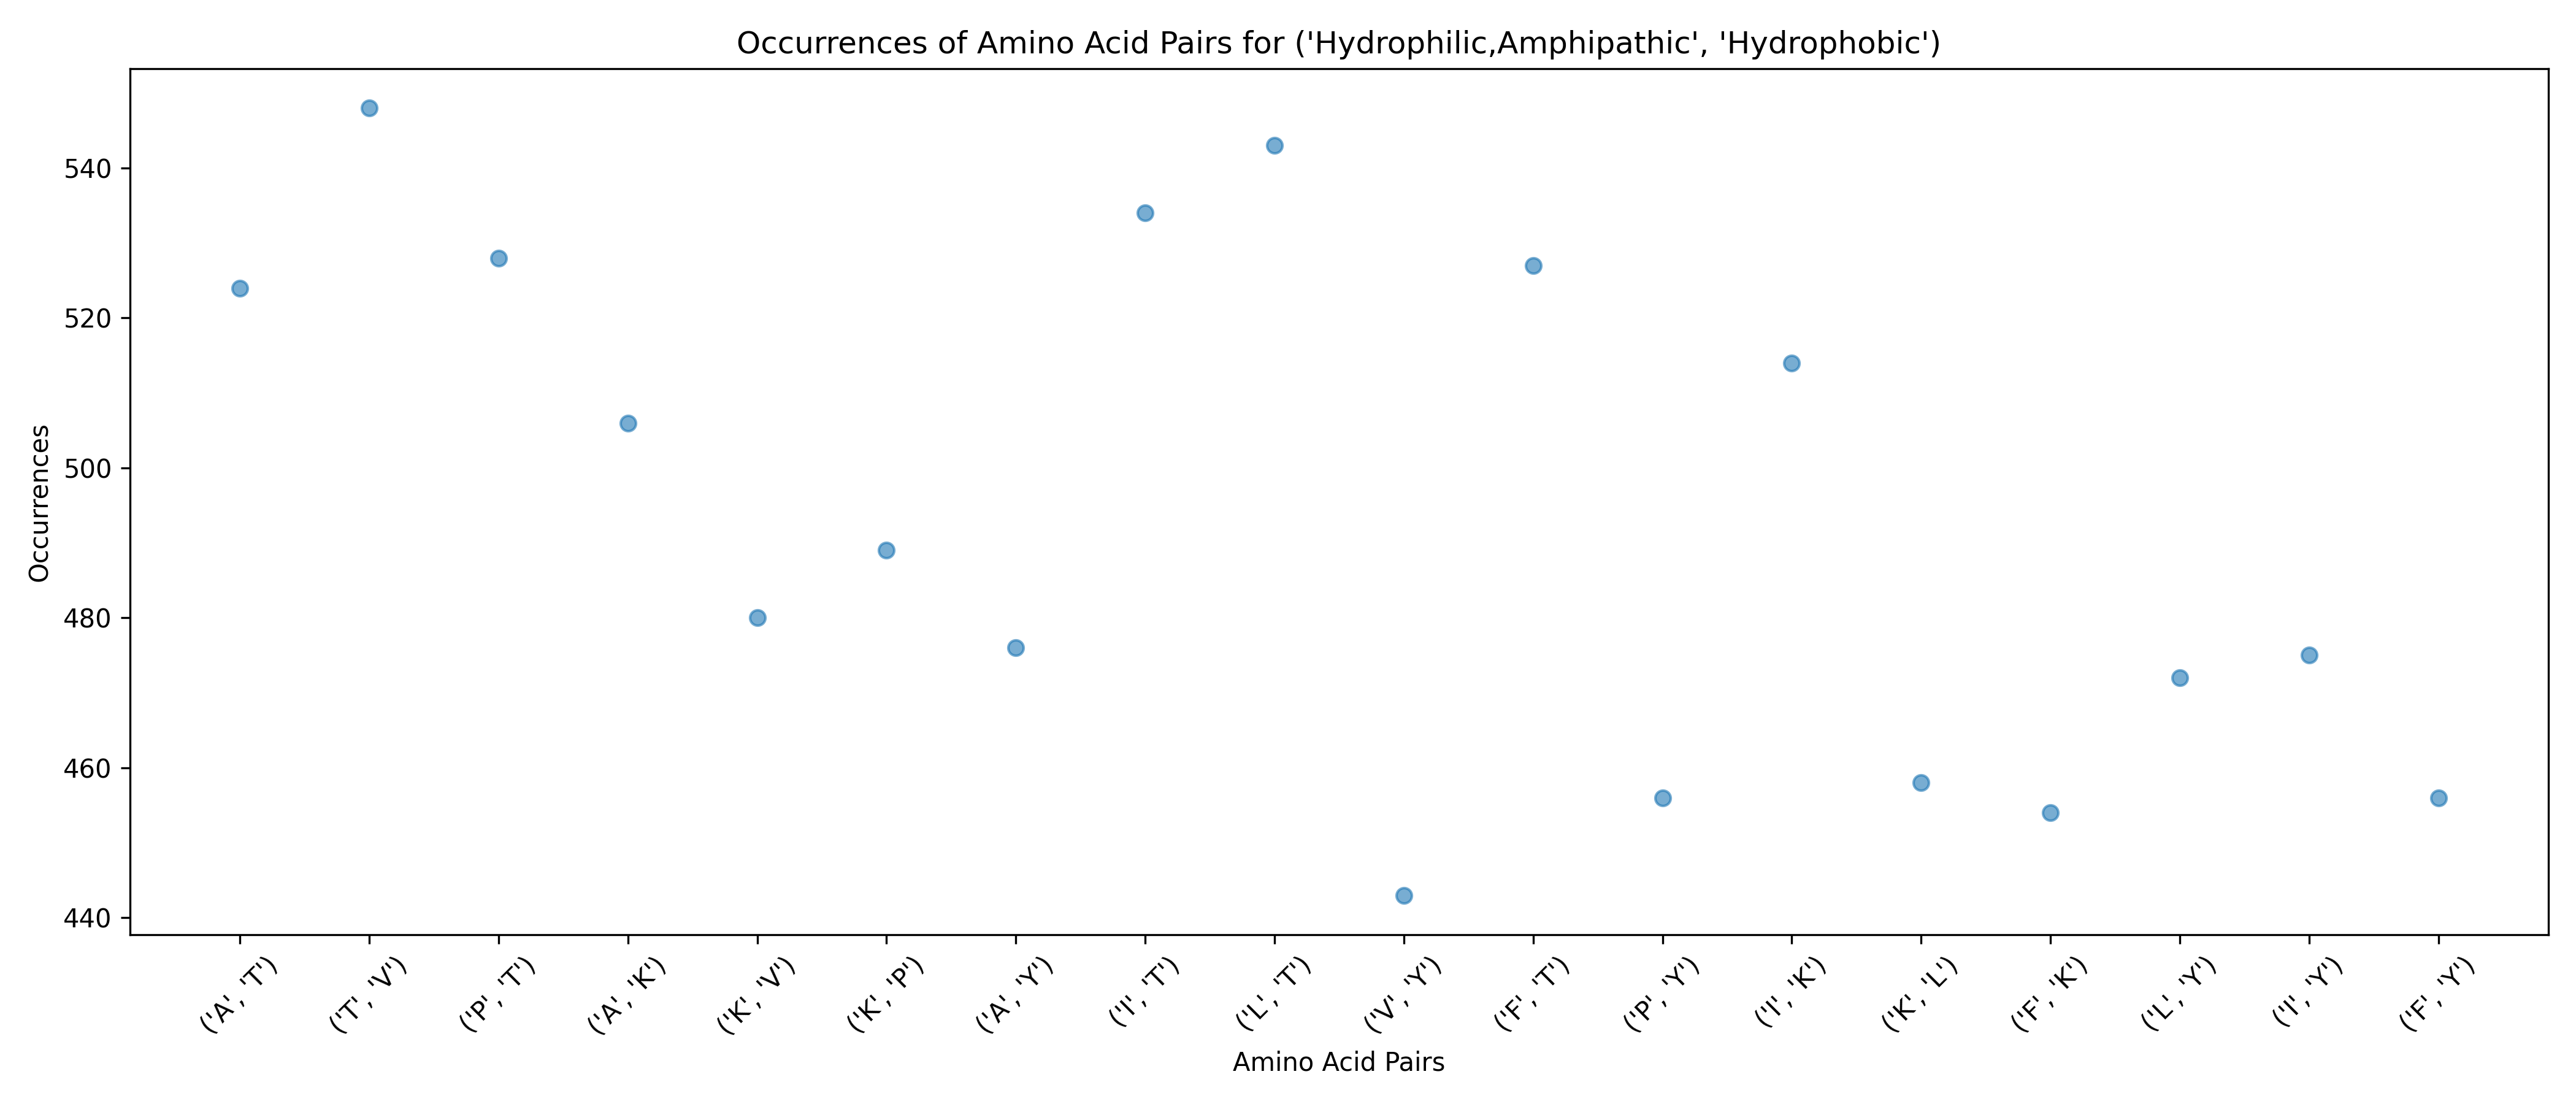 Occurrences of Amino Acid Pairs for ('Hydrophilic,Amphipathic', 'Hydrophobic')
Occurrences
540
520
500
480
460
440
('A', 'T')
('T', 'V')
('P', 'T')
('A', 'K')
('K', 'V')
('K', 'P')
('A', 'Y')
('I', 'T')
('L', 'T')
('V', 'Y')
('F', 'T')
('P', 'Y')
('I', 'K')
('K', 'L')
('F', 'K')
('L', 'Y')
('I', 'Y')
('F', 'Y')
Amino Acid Pairs